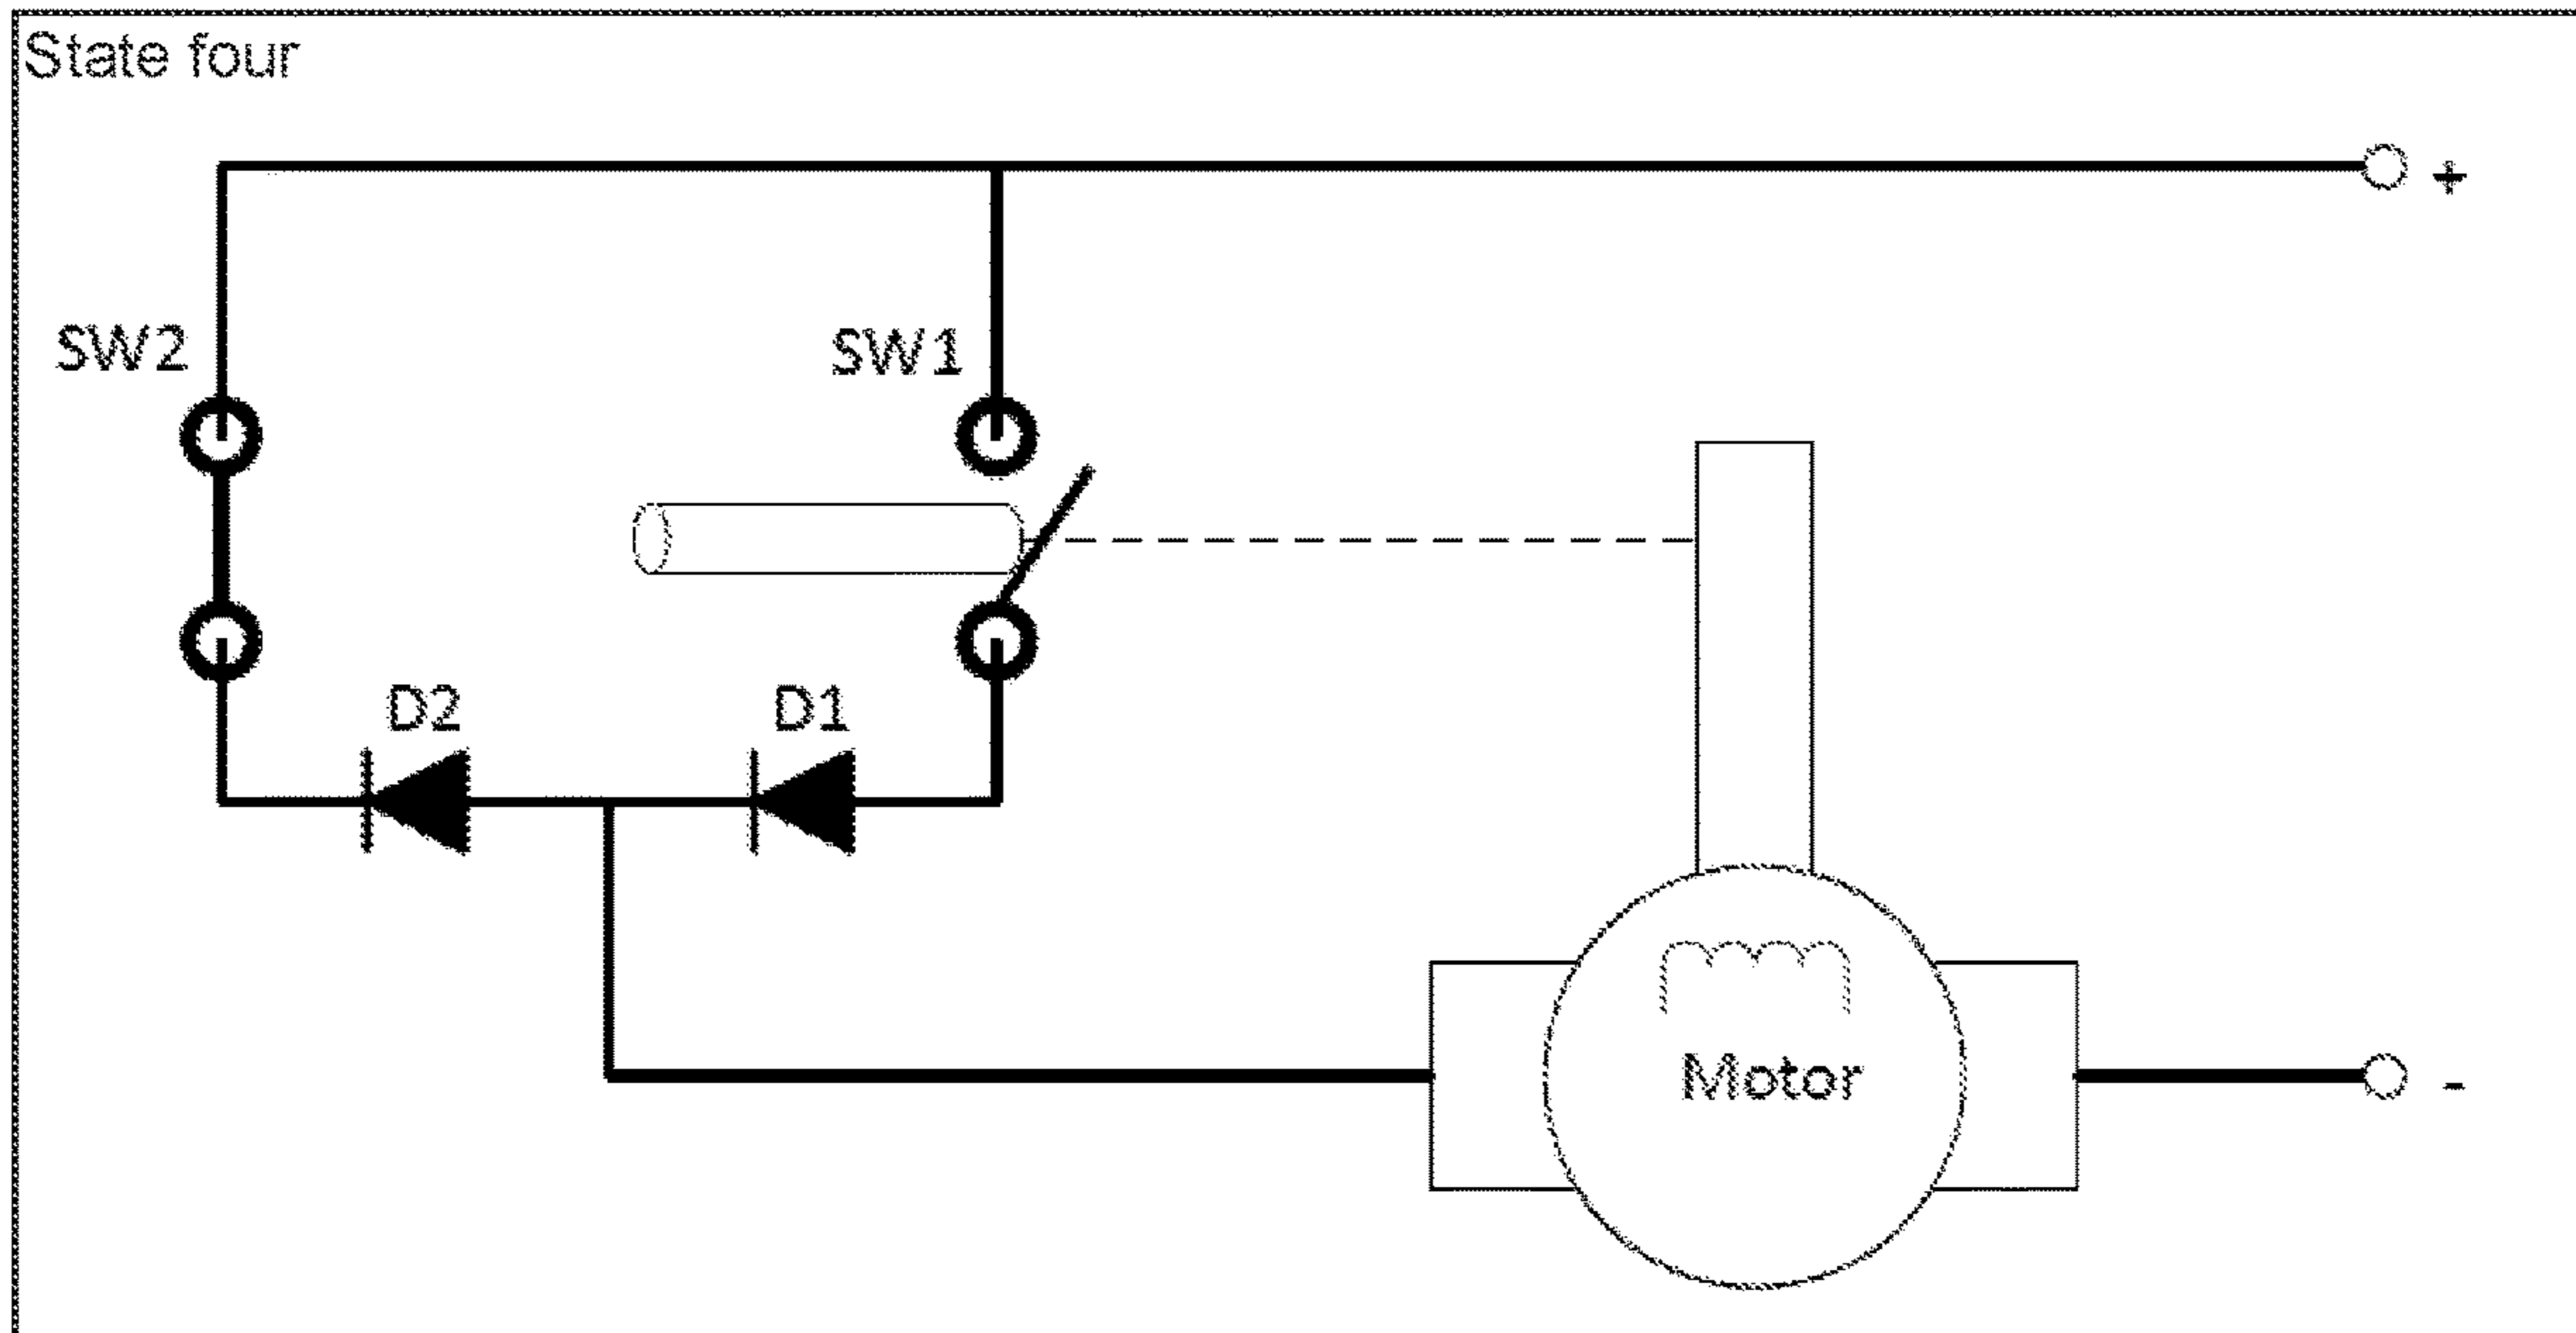 State four
+
SW2
SW1
D2
D1
Motor
-